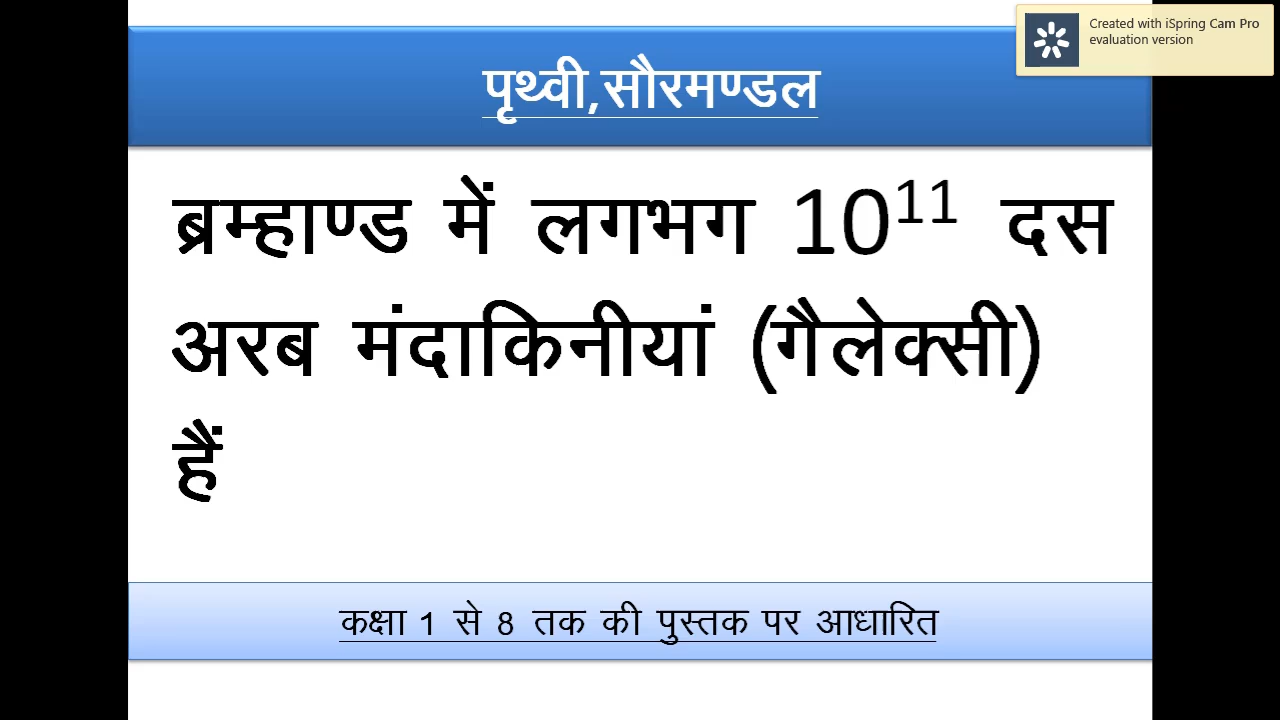 Created with iSpring Cam Pro
evaluation version
पृथ्वी,सौरमण्डल
ब्रम्हाण्ड में लगभग 10¹¹ दस
अरब मंदाकिनीयां (गैलेक्सी)
हैं
कक्षा 1 से 8 तक की पुस्तक पर आधारित